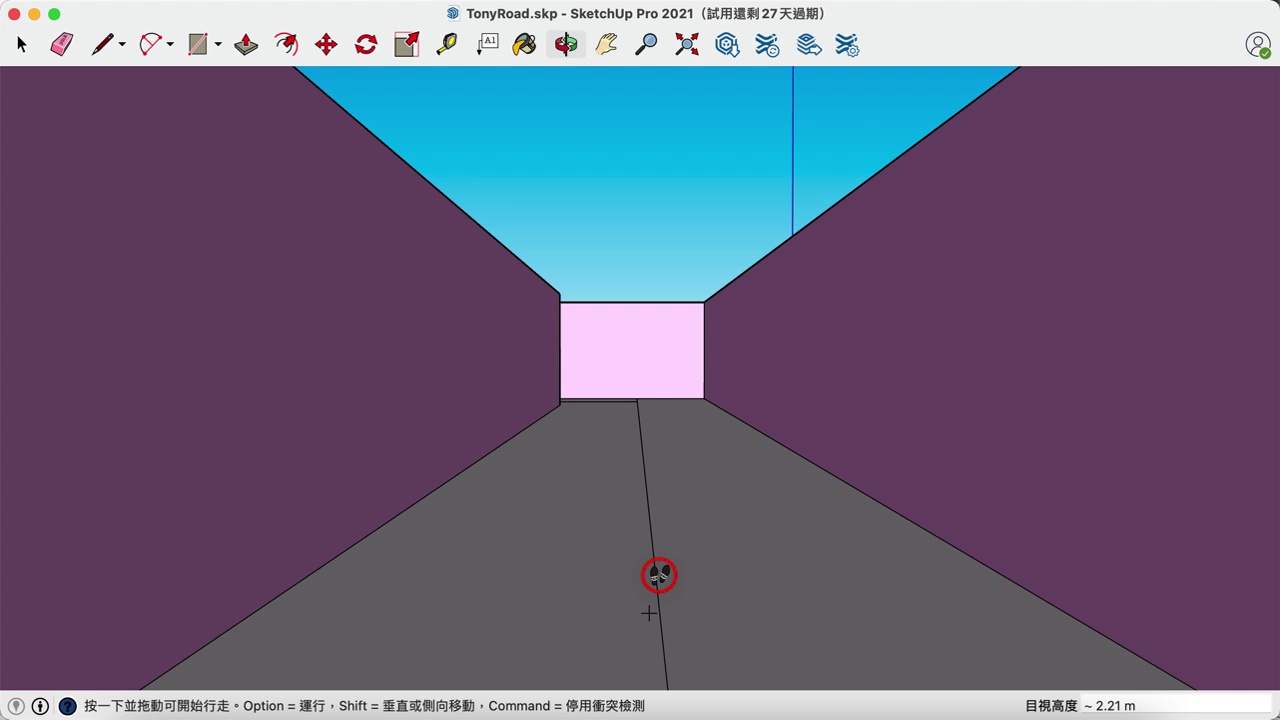 TonyRoad.skp - SketchUp Pro 2021（試用還剩 27 天過期）
A1
按一下並拖動可開始行走。Option = 運行，Shift = 垂直或側向移動，Command = 停用衝突檢測
目視高度 ~ 2.21 m